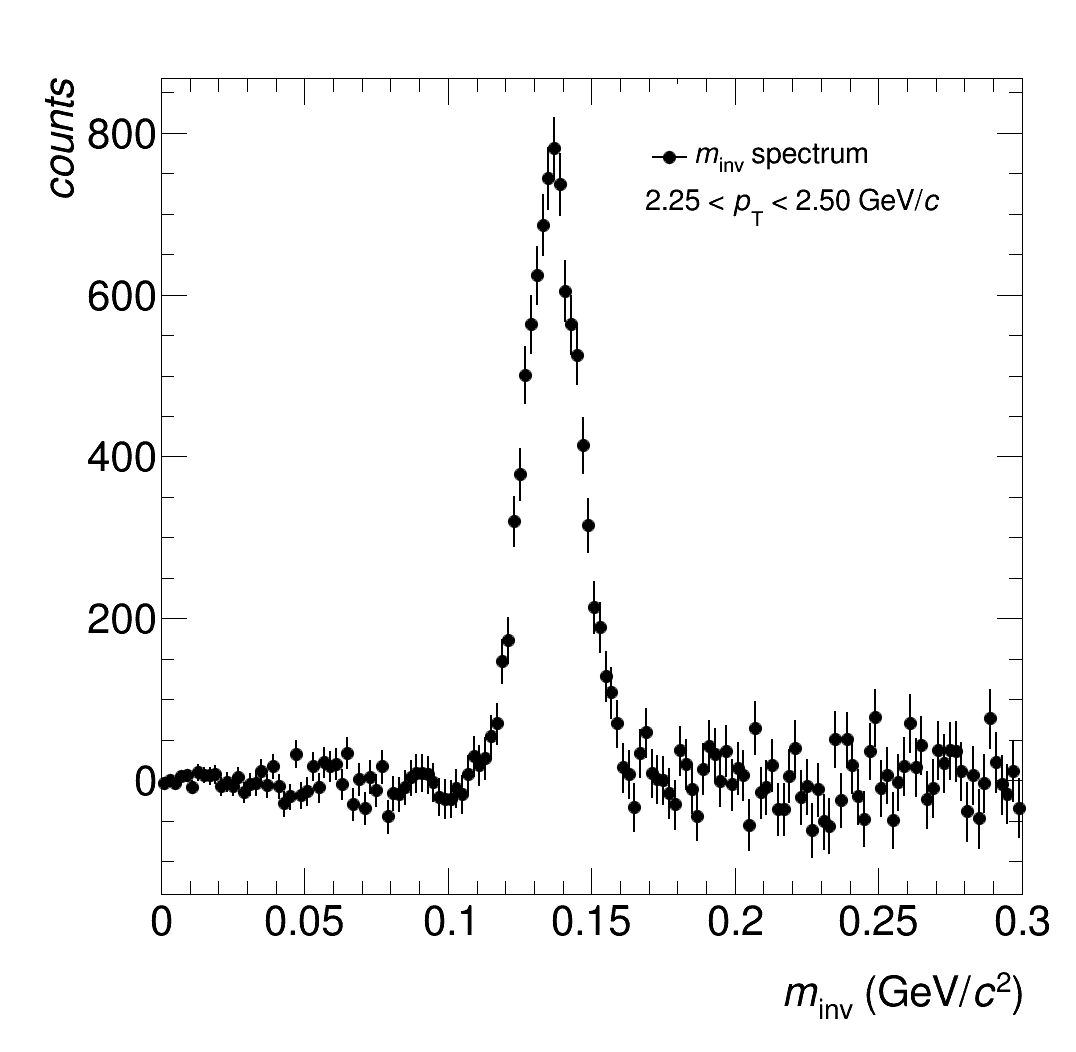 counts
800
600
400
200
0
m_inv spectrum
2.25 < p_T < 2.50 GeV/c
0 0.05 0.1 0.15 0.2 0.25 0.3
m_inv (GeV/c²)